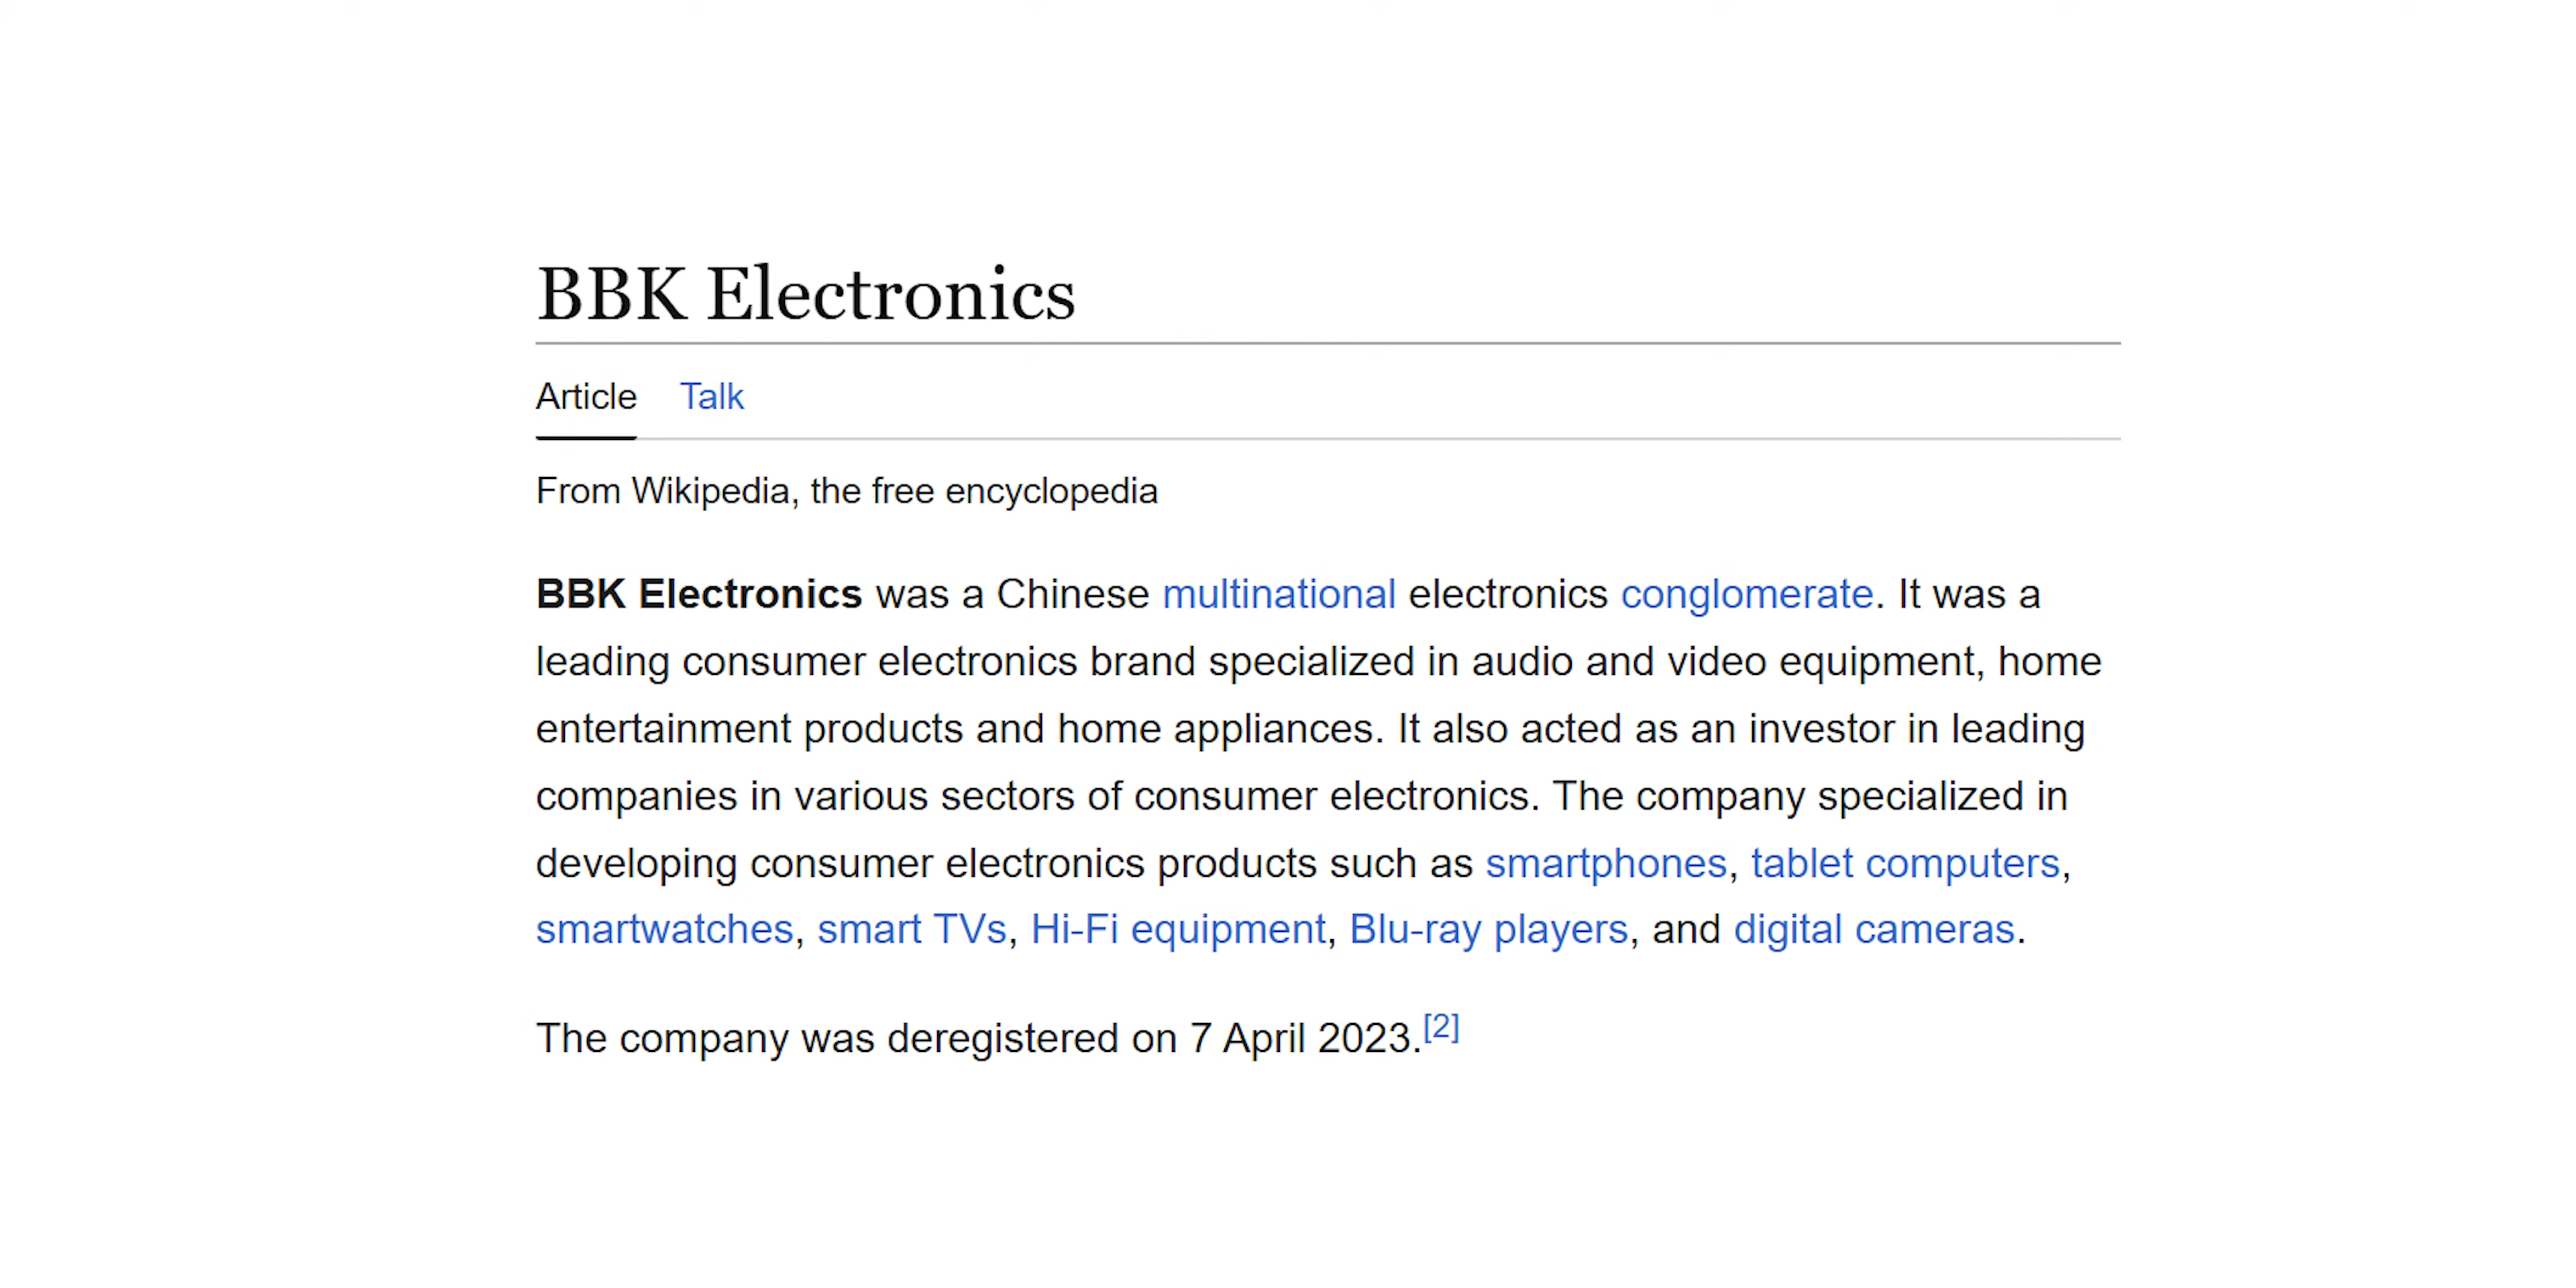 BBK Electronics
Article Talk
From Wikipedia, the free encyclopedia
BBK Electronics was a Chinese multinational electronics conglomerate. It was a
leading consumer electronics brand specialized in audio and video equipment, home
entertainment products and home appliances. It also acted as an investor in leading
companies in various sectors of consumer electronics. The company specialized in
developing consumer electronics products such as smartphones, tablet computers,
smartwatches, smart TVs, Hi-Fi equipment, Blu-ray players, and digital cameras.
The company was deregistered on 7 April 2023.[2]